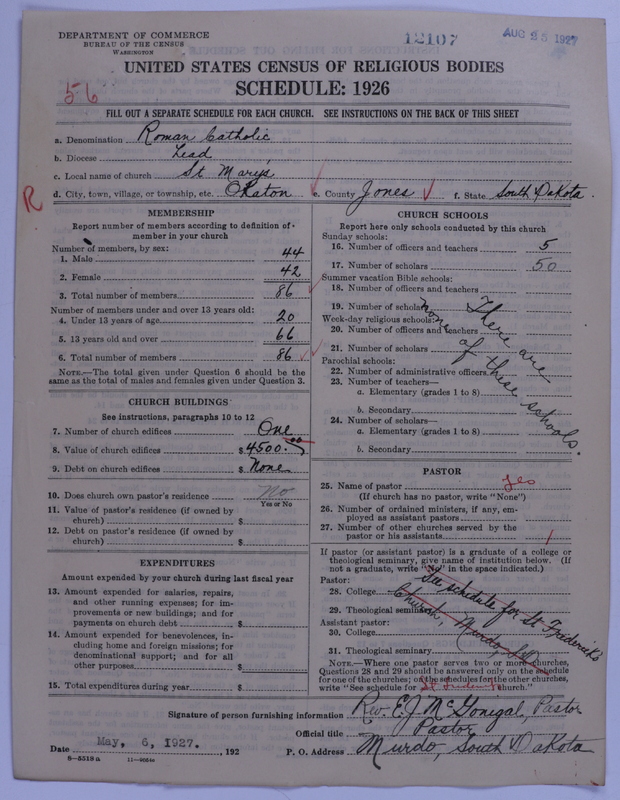 DEPARTMENT OF COMMERCE
BUREAU OF THE CENSUS
WASHINGTON
12107
AUG 25 1927
UNITED STATES CENSUS OF RELIGIOUS BODIES
SCHEDULE: 1926
56
FILL OUT A SEPARATE SCHEDULE FOR EACH CHURCH. SEE INSTRUCTIONS ON THE BACK OF THIS SHEET
a. Denomination Roman Catholic
b. Diocese Lead
c. Local name of church St Mary's
R
d. City, town, village, or township, etc. Okaton e. County Jones f. State South Dakota.
MEMBERSHIP
Report number of members according to definition of member in your church
Number of members, by sex:
1. Male 44
2. Female 42
3. Total number of members 86
Number of members under and over 13 years old:
4. Under 13 years of age 20
5. 13 years old and over 66
6. Total number of members 86
NOTE.—The total given under Question 6 should be the
same as the total of males and females given under Question 3.
CHURCH BUILDINGS
See instructions, paragraphs 10 to 12
7. Number of church edifices One
8. Value of church edifices $4500.00
9. Debt on church edifices $ None
10. Does church own pastor's residence No
Yes or No
11. Value of pastor's residence (if owned by
church) $
12. Debt on pastor's residence (if owned by
church) $
EXPENDITURES
Amount expended by your church during last fiscal year
13. Amount expended for salaries, repairs,
and other running expenses; for im-
provements or new buildings; and for
payments on church debt $
14. Amount expended for benevolences, in-
cluding home and foreign missions; for
denominational support; and for all
other purposes $
15. Total expenditures during year $
CHURCH SCHOOLS
Report here only schools conducted by this church
Sunday schools:
16. Number of officers and teachers 5
17. Number of scholars 50
Summer vacation Bible schools:
18. Number of officers and teachers
19. Number of scholars
Week-day religious schools:
20. Number of officers and teachers
21. Number of scholars
Parochial schools:
22. Number of administrative officers
23. Number of teachers—
a. Elementary (grades 1 to 8)
b. Secondary
24. Number of scholars—
a. Elementary (grades 1 to 8)
b. Secondary
There are
none of these schools.
PASTOR
25. Name of pastor yes
(If church has no pastor, write "None")
26. Number of ordained ministers, if any, em-
ployed as assistant pastors
27. Number of other churches served by the
pastor or his assistants 1
If pastor (or assistant pastor) is a graduate of a college or
theological seminary, give name of institution below. (If
not a graduate, write "No" in the space indicated.)
Pastor:
28. College
29. Theological seminary
Assistant pastor:
30. College
31. Theological seminary
See schedule for St Frederick's
Church, Murdo, S.D.
NOTE.—Where one pastor serves two or more churches,
Questions 28 and 29 should be answered only on the schedule
for one of the churches; on the schedules for the other churches,
write "See schedule for St Frederick's church."
Signature of person furnishing information Rev. E.J. McGonigal, Pastor
Official title Pastor
Date May, 6, 1927. , 192
P. O. Address Murdo, South Dakota
8—5319 a